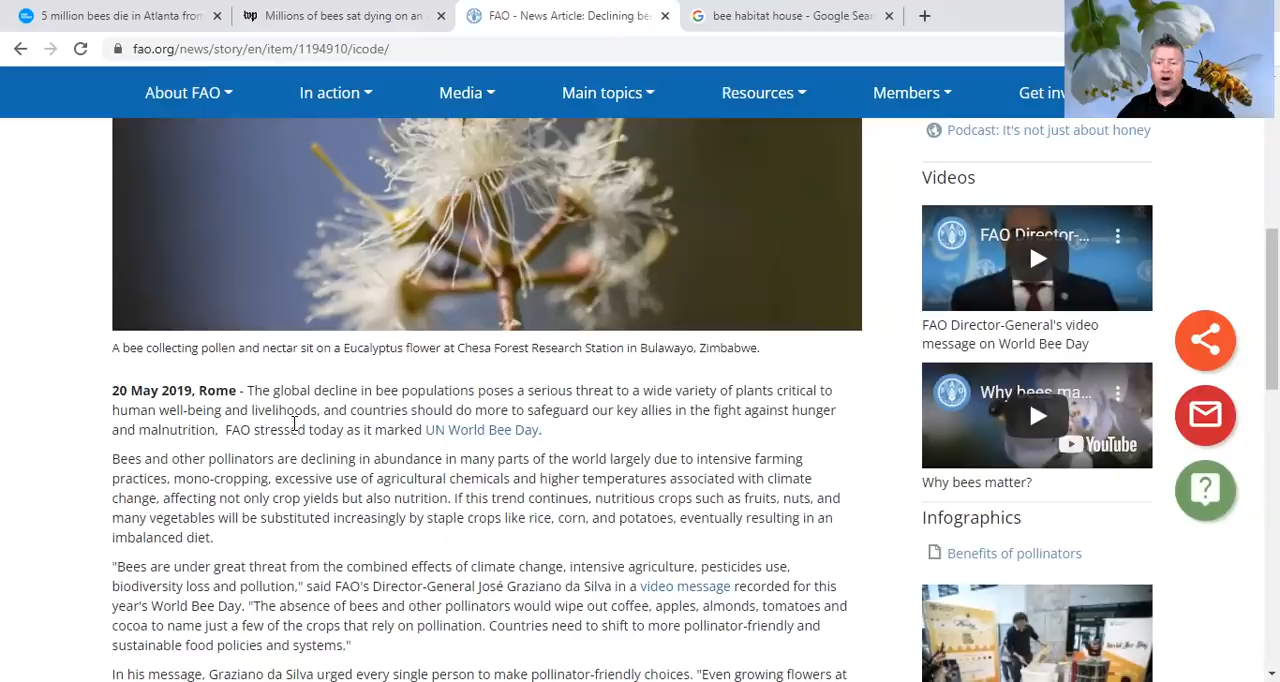 5 million bees die in Atlanta from
Millions of bees sat dying on an
FAO - News Article: Declining be
bee habitat house - Google Sear
fao.org/news/story/en/item/1194910/icode/
About FAO
In action
Media
Main topics
Resources
Members
Get inv
A bee collecting pollen and nectar sits on a Eucalyptus flower at Chesa Forest Research Station in Bulawayo, Zimbabwe.
20 May 2019, Rome - The global decline in bee populations poses a serious threat to a wide variety of plants critical to
human well-being and livelihoods, and countries should do more to safeguard our key allies in the fight against hunger
and malnutrition, FAO stressed today as it marked UN World Bee Day.
Bees and other pollinators are declining in abundance in many parts of the world largely due to intensive farming
practices, mono-cropping, excessive use of agricultural chemicals and higher temperatures associated with climate
change, affecting not only crop yields but also nutrition. If this trend continues, nutritious crops such as fruits, nuts, and
many vegetables will be substituted increasingly by staple crops like rice, corn, and potatoes, eventually resulting in an
imbalanced diet.
"Bees are under great threat from the combined effects of climate change, intensive agriculture, pesticides use,
biodiversity loss and pollution," said FAO's Director-General José Graziano da Silva in a video message recorded for this
year's World Bee Day. "The absence of bees and other pollinators would wipe out coffee, apples, almonds, tomatoes and
cocoa to name just a few of the crops that rely on pollination. Countries need to shift to more pollinator-friendly and
sustainable food policies and systems."
In his message, Graziano da Silva urged every single person to make pollinator-friendly choices. "Even growing flowers at
Podcast: It's not just about honey
Videos
FAO Director-...
FAO Director-General's video
message on World Bee Day
Why bees ma...
YouTube
Why bees matter?
Infographics
Benefits of pollinators